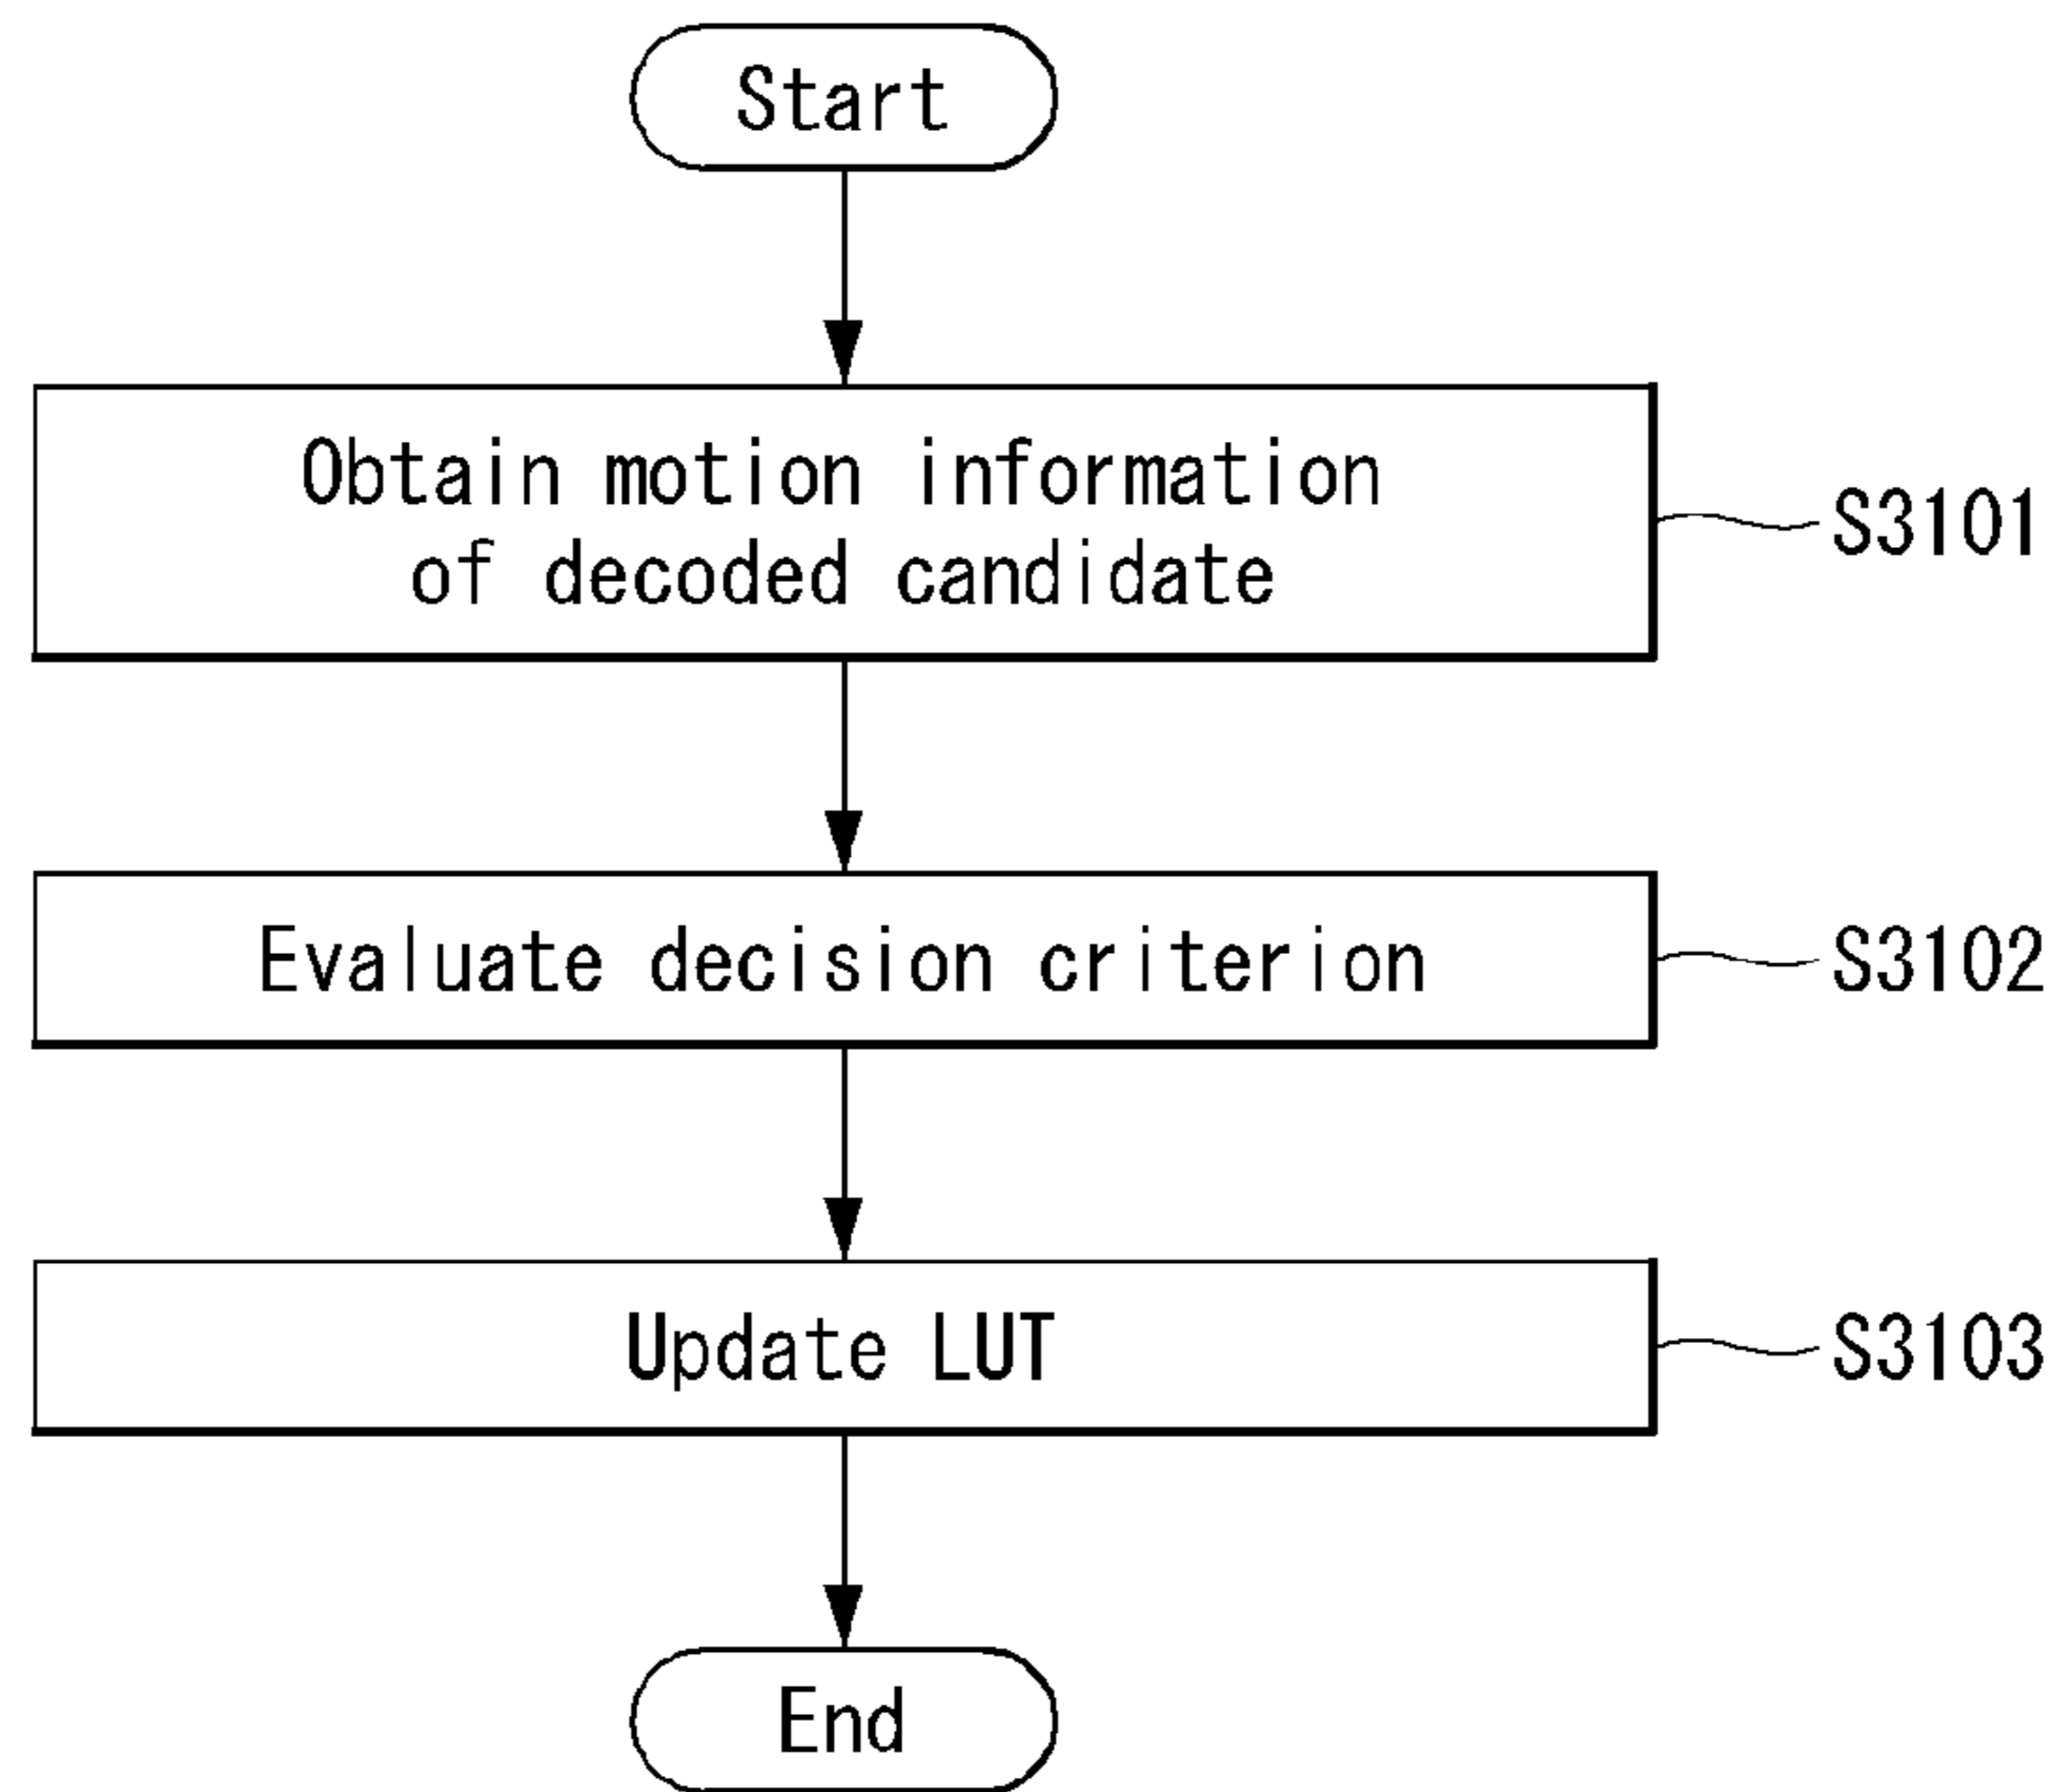 Start
Obtain motion information
of decoded candidate
S3101
Evaluate decision criterion
S3102
Update LUT
S3103
End